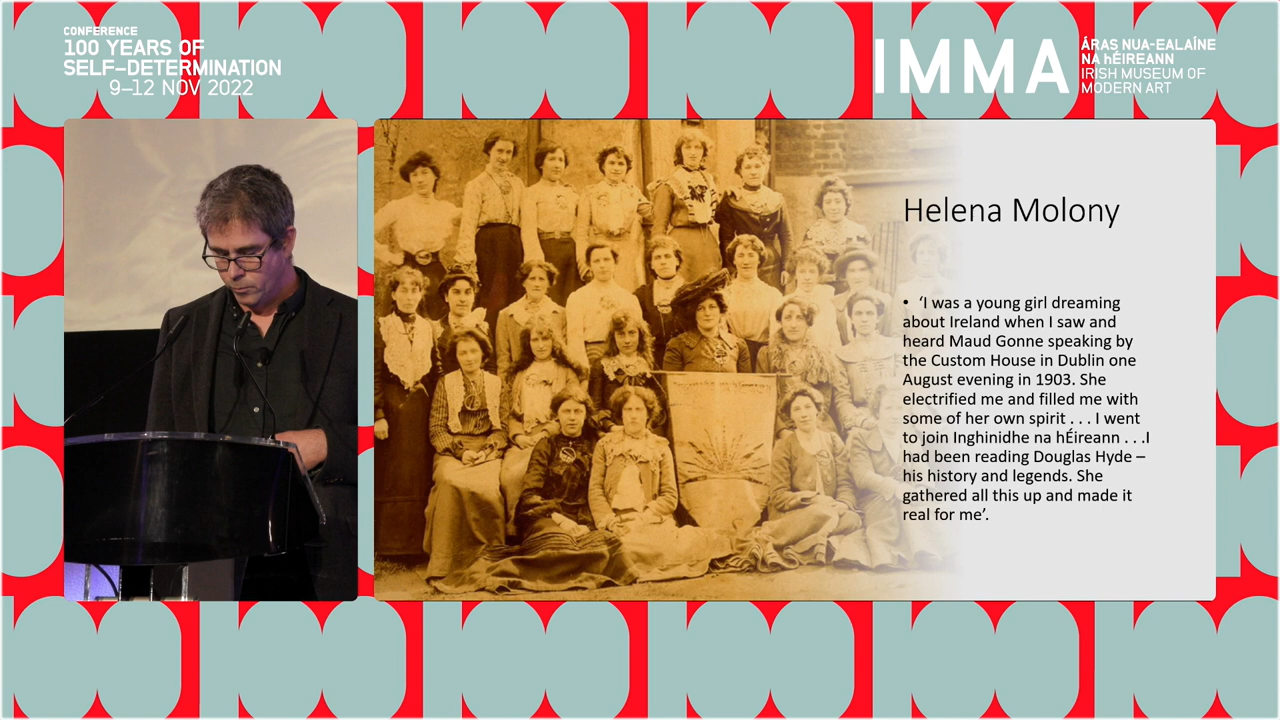 CONFERENCE
100 YEARS OF
SELF–DETERMINATION
9–12 NOV 2022
IMMA
ÁRAS NUA-EALAÍNE
NA hÉIREANN
IRISH MUSEUM OF
MODERN ART
Helena Molony
• ‘I was a young girl dreaming
about Ireland when I saw and
heard Maud Gonne speaking by
the Custom House in Dublin one
August evening in 1903. She
electrified me and filled me with
some of her own spirit . . . I went
to join Inghinidhe na hÉireann . . .I
had been reading Douglas Hyde –
his history and legends. She
gathered all this up and made it
real for me’.